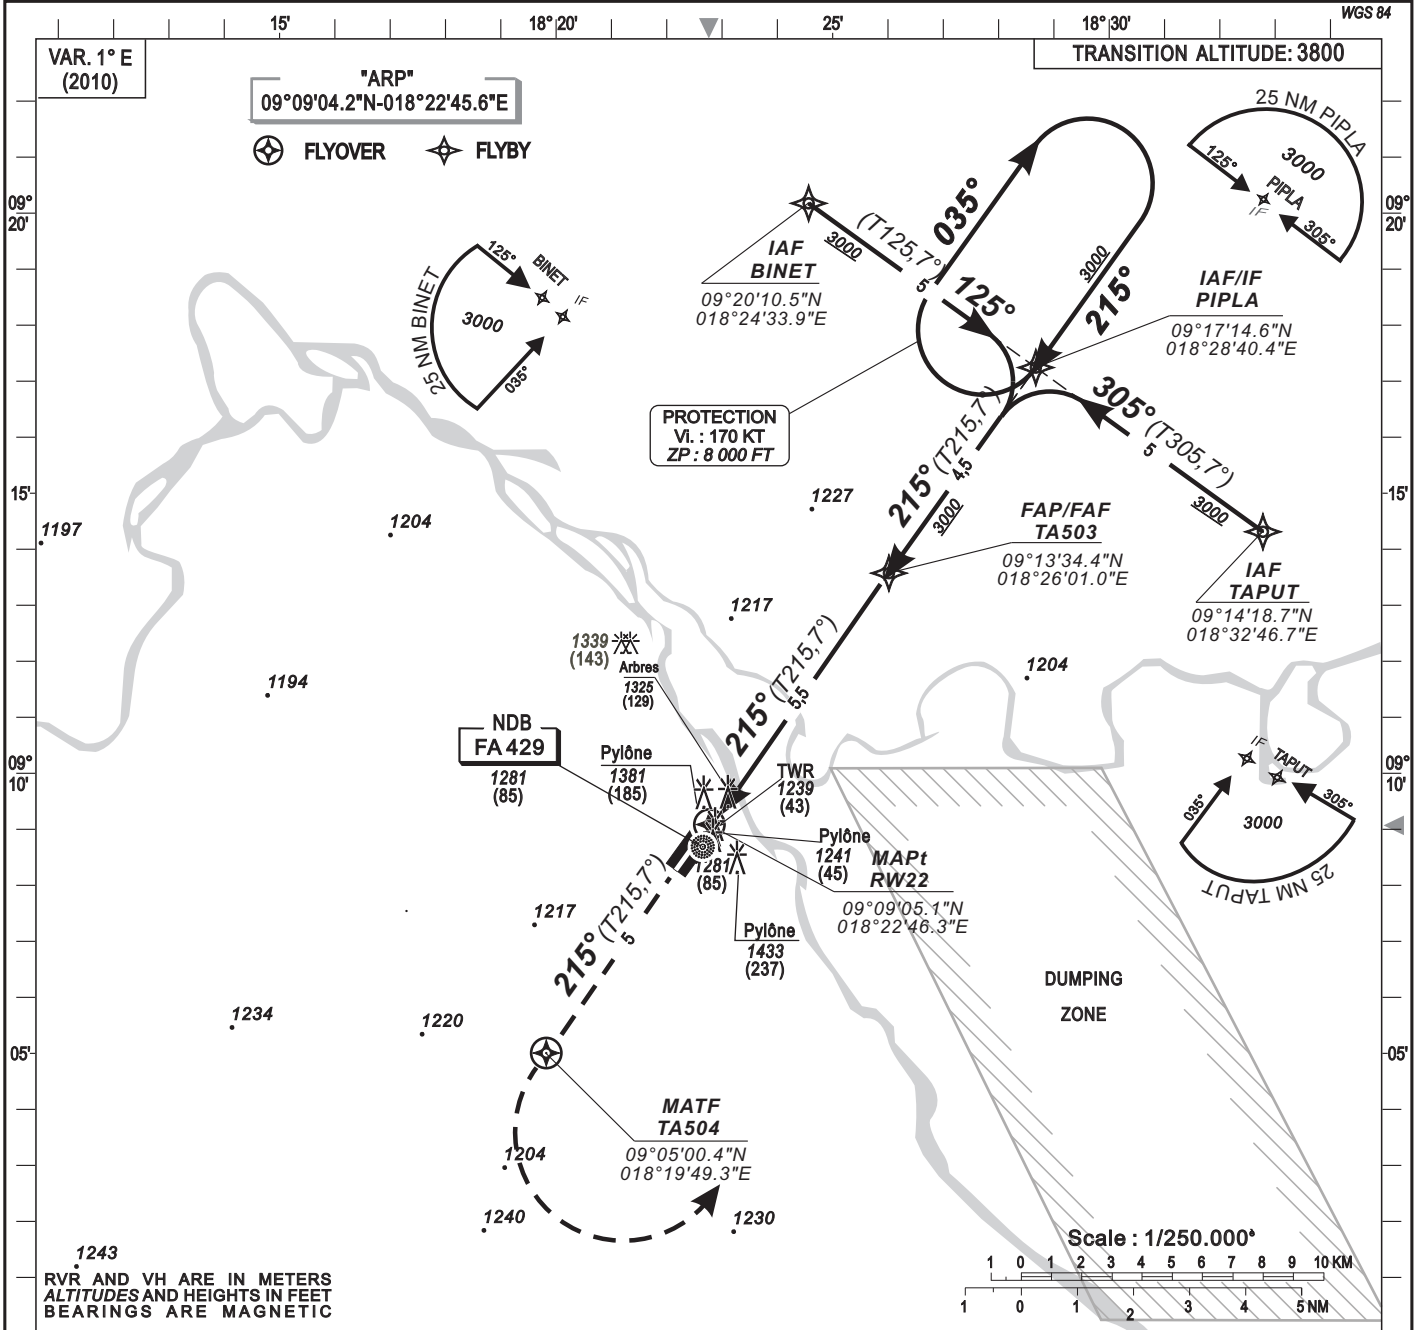 WGS 84
15'
18°20'
25'
18°30'
VAR. 1° E
(2010)
TRANSITION ALTITUDE: 3800
"ARP"
09°09'04.2"N-018°22'45.6"E
FLYOVER
FLYBY
25 NM PIPLA
3000
125°
PIPLA
IF
305°
09°
20'
09°
20'
25 NM BINET
125°
BINET
IF
3000
035°
IAF
BINET
09°20'10.5"N
018°24'33.9"E
(T125,7°)
3000
5
125°
035°
3000
215°
IAF/IF
PIPLA
09°17'14.6"N
018°28'40.4"E
PROTECTION
Vi. : 170 KT
ZP : 8 000 FT
305° (T305,7°)
5
3000
215° (T215,7°)
4,5
3000
15'
15'
1197
1204
1227
FAP/FAF
TA503
09°13'34.4"N
018°26'01.0"E
IAF
TAPUT
09°14'18.7"N
018°32'46.7"E
1217
1339
(143)
Arbres
1325
(129)
1194
1204
215° (T215,7°)
5,5
NDB
FA 429
1281
(85)
Pylône
1381
(185)
TWR
1239
(43)
09°
10'
09°
10'
IF
TAPUT
035°
305°
3000
25 NM TAPUT
Pylône
1241
(45)
MAPt
RW22
09°09'05.1"N
018°22'46.3"E
1281
(85)
Pylône
1433
(237)
1217
215° (T215,7°)
5
DUMPING
ZONE
1234
1220
05'
05'
MATF
TA504
09°05'00.4"N
018°19'49.3"E
1204
1240
1230
1243
RVR AND VH ARE IN METERS
ALTITUDES AND HEIGHTS IN FEET
BEARINGS ARE MAGNETIC
Scale : 1/250.000°
1 0 1 2 3 4 5 6 7 8 9 10 KM
1 0 1 2 3 4 5 NM